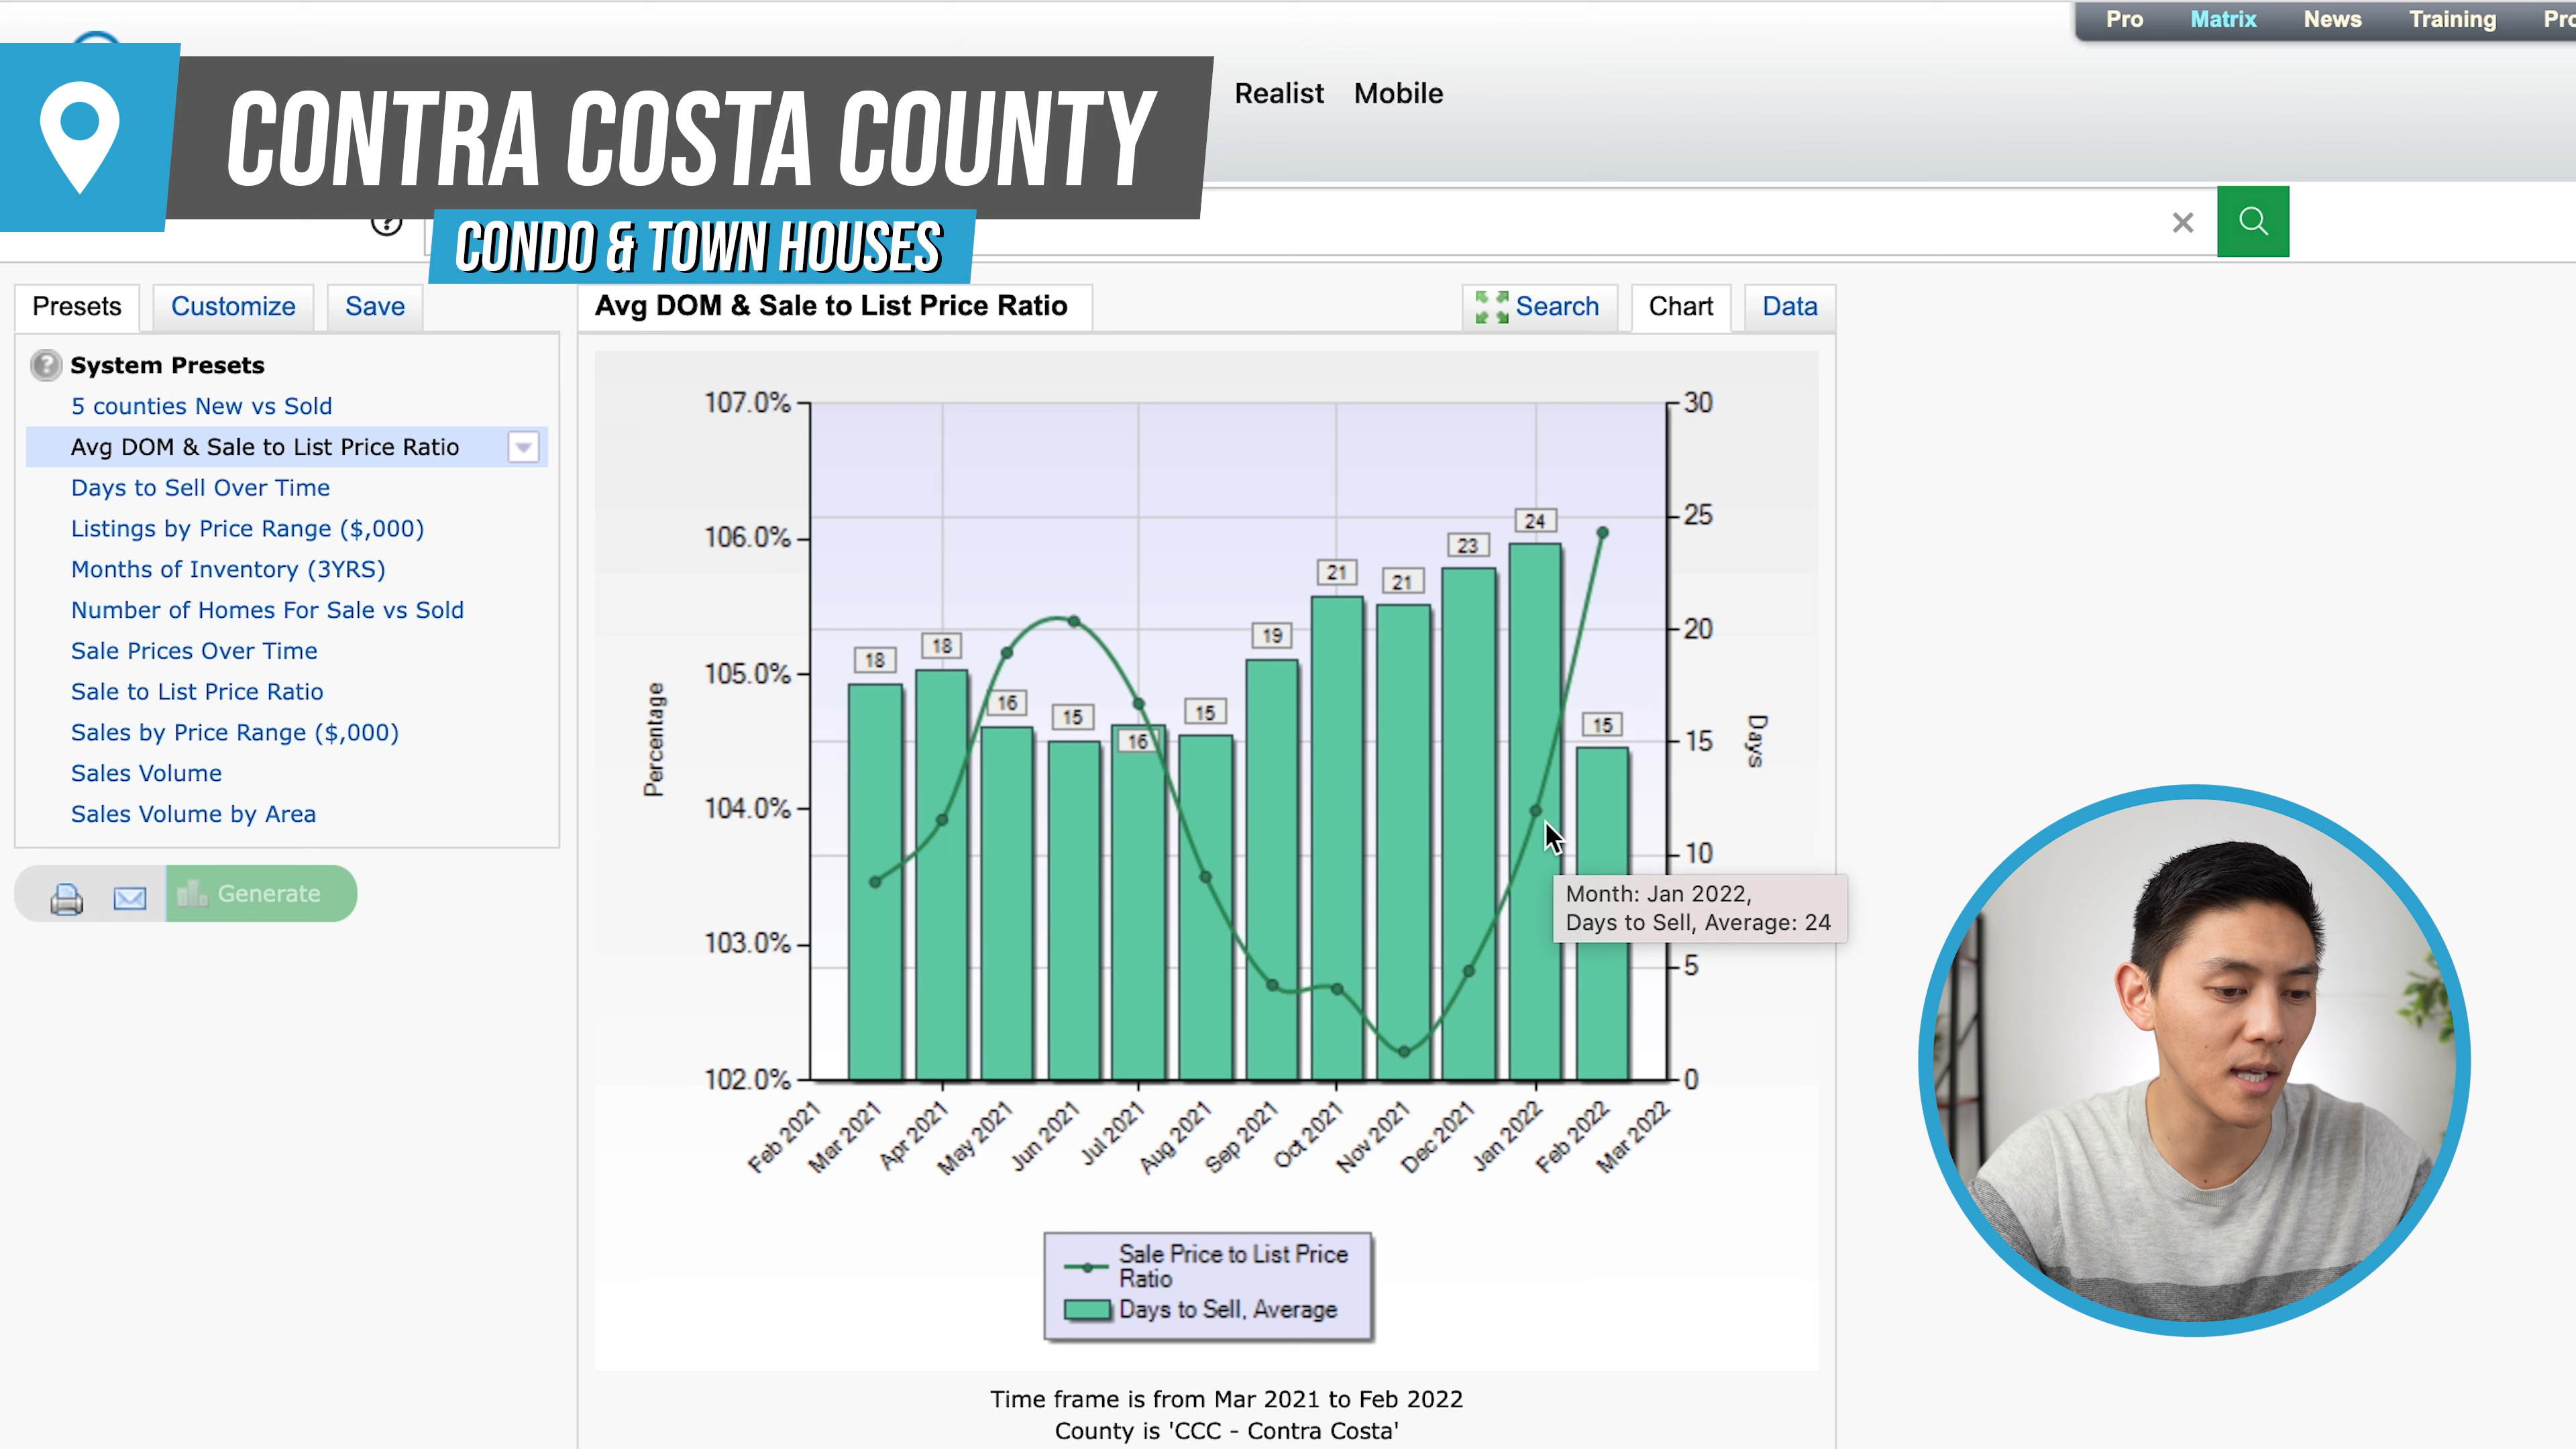 Pro Matrix News Training
CONTRA COSTA COUNTY
Realist Mobile
CONDO & TOWN HOUSES
Presets Customize Save
Avg DOM & Sale to List Price Ratio
Search Chart Data
System Presets
5 counties New vs Sold
Avg DOM & Sale to List Price Ratio
Days to Sell Over Time
Listings by Price Range ($,000)
Months of Inventory (3YRS)
Number of Homes For Sale vs Sold
Sale Prices Over Time
Sale to List Price Ratio
Sales by Price Range ($,000)
Sales Volume
Sales Volume by Area
Generate
Percentage
107.0%
106.0%
105.0%
104.0%
103.0%
102.0%
18
18
16
15
16
15
19
21
21
23
24
15
30
25
20
15
10
5
0
Days
Month: Jan 2022,
Days to Sell, Average: 24
Feb 2021
Mar 2021
Apr 2021
May 2021
Jun 2021
Jul 2021
Aug 2021
Sep 2021
Oct 2021
Nov 2021
Dec 2021
Jan 2022
Feb 2022
Mar 2022
Sale Price to List Price
Ratio
Days to Sell, Average
Time frame is from Mar 2021 to Feb 2022
County is 'CCC - Contra Costa'